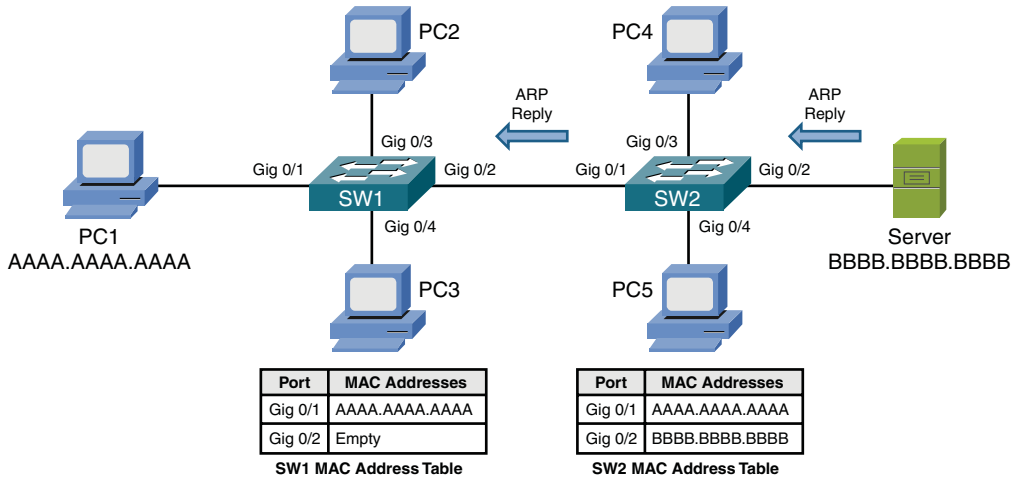 PC2
PC4
ARP
Reply
ARP
Reply
Gig 0/3
Gig 0/3
Gig 0/1
Gig 0/2
Gig 0/1
Gig 0/2
SW1
SW2
Gig 0/4
Gig 0/4
PC1
AAAA.AAAA.AAAA
Server
BBBB.BBBB.BBBB
PC3
PC5
Port MAC Addresses
Gig 0/1 AAAA.AAAA.AAAA
Gig 0/2 Empty
SW1 MAC Address Table
Port MAC Addresses
Gig 0/1 AAAA.AAAA.AAAA
Gig 0/2 BBBB.BBBB.BBBB
SW2 MAC Address Table